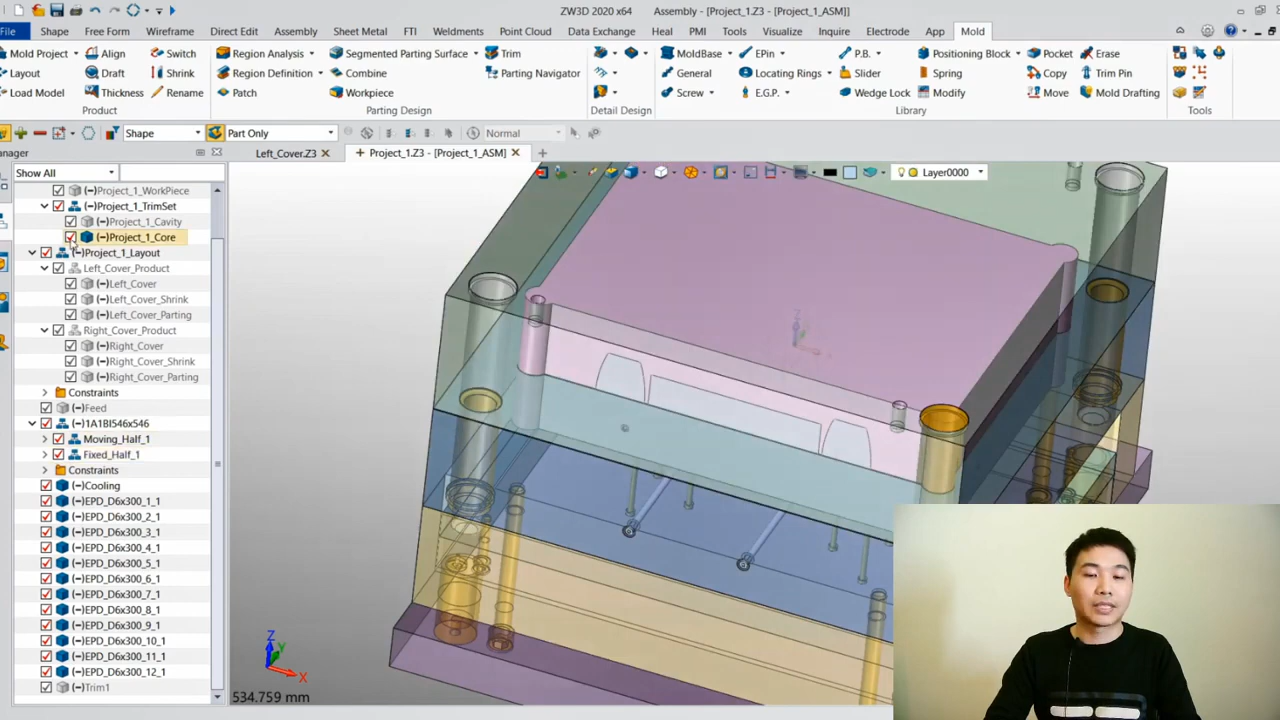 ZW3D 2020 x64 Assembly - [Project_1.Z3 - [Project_1_ASM]]
File Shape Free Form Wireframe Direct Edit Assembly Sheet Metal FTI Weldments Point Cloud Data Exchange Heal PMI Tools Visualize Inquire Electrode App Mold
Mold Project Align Switch Region Analysis Segmented Parting Surface Trim MoldBase EPin P.B. Positioning Block Pocket Erase
Layout Draft Shrink Region Definition Combine Parting Navigator General Locating Rings Slider Spring Copy Trim Pin
Load Model Thickness Rename Patch Workpiece Screw E.G.P. Wedge Lock Modify Move Mold Drafting
Product Parting Design Detail Design Library Tools
Shape Part Only Normal
Manager Left_Cover.Z3 Project_1.Z3 - [Project_1_ASM]
Show All Layer0000
(−)Project_1_WorkPiece
(−)Project_1_TrimSet
(−)Project_1_Cavity
(−)Project_1_Core
(−)Project_1_Layout
Left_Cover_Product
(−)Left_Cover
(−)Left_Cover_Shrink
(−)Left_Cover_Parting
Right_Cover_Product
(−)Right_Cover
(−)Right_Cover_Shrink
(−)Right_Cover_Parting
Constraints
(−)Feed
(−)1A1BI546x546
(−)Moving_Half_1
(−)Fixed_Half_1
Constraints
(−)Cooling
(−)EPD_D6x300_1_1
(−)EPD_D6x300_2_1
(−)EPD_D6x300_3_1
(−)EPD_D6x300_4_1
(−)EPD_D6x300_5_1
(−)EPD_D6x300_6_1
(−)EPD_D6x300_7_1
(−)EPD_D6x300_8_1
(−)EPD_D6x300_9_1
(−)EPD_D6x300_10_1
(−)EPD_D6x300_11_1
(−)EPD_D6x300_12_1
(−)Trim1
Z
Y
X
534.759 mm